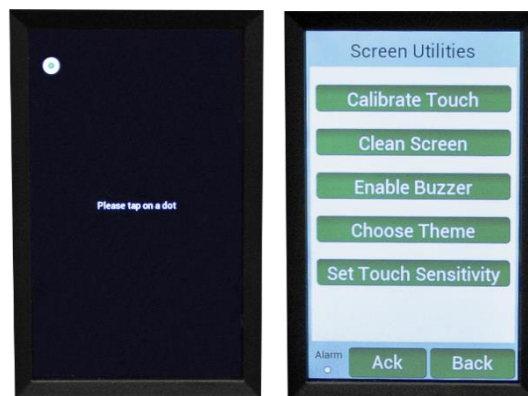 Please tap on a dot
Screen Utilities
Calibrate Touch
Clean Screen
Enable Buzzer
Choose Theme
Set Touch Sensitivity
Alarm
Ack
Back